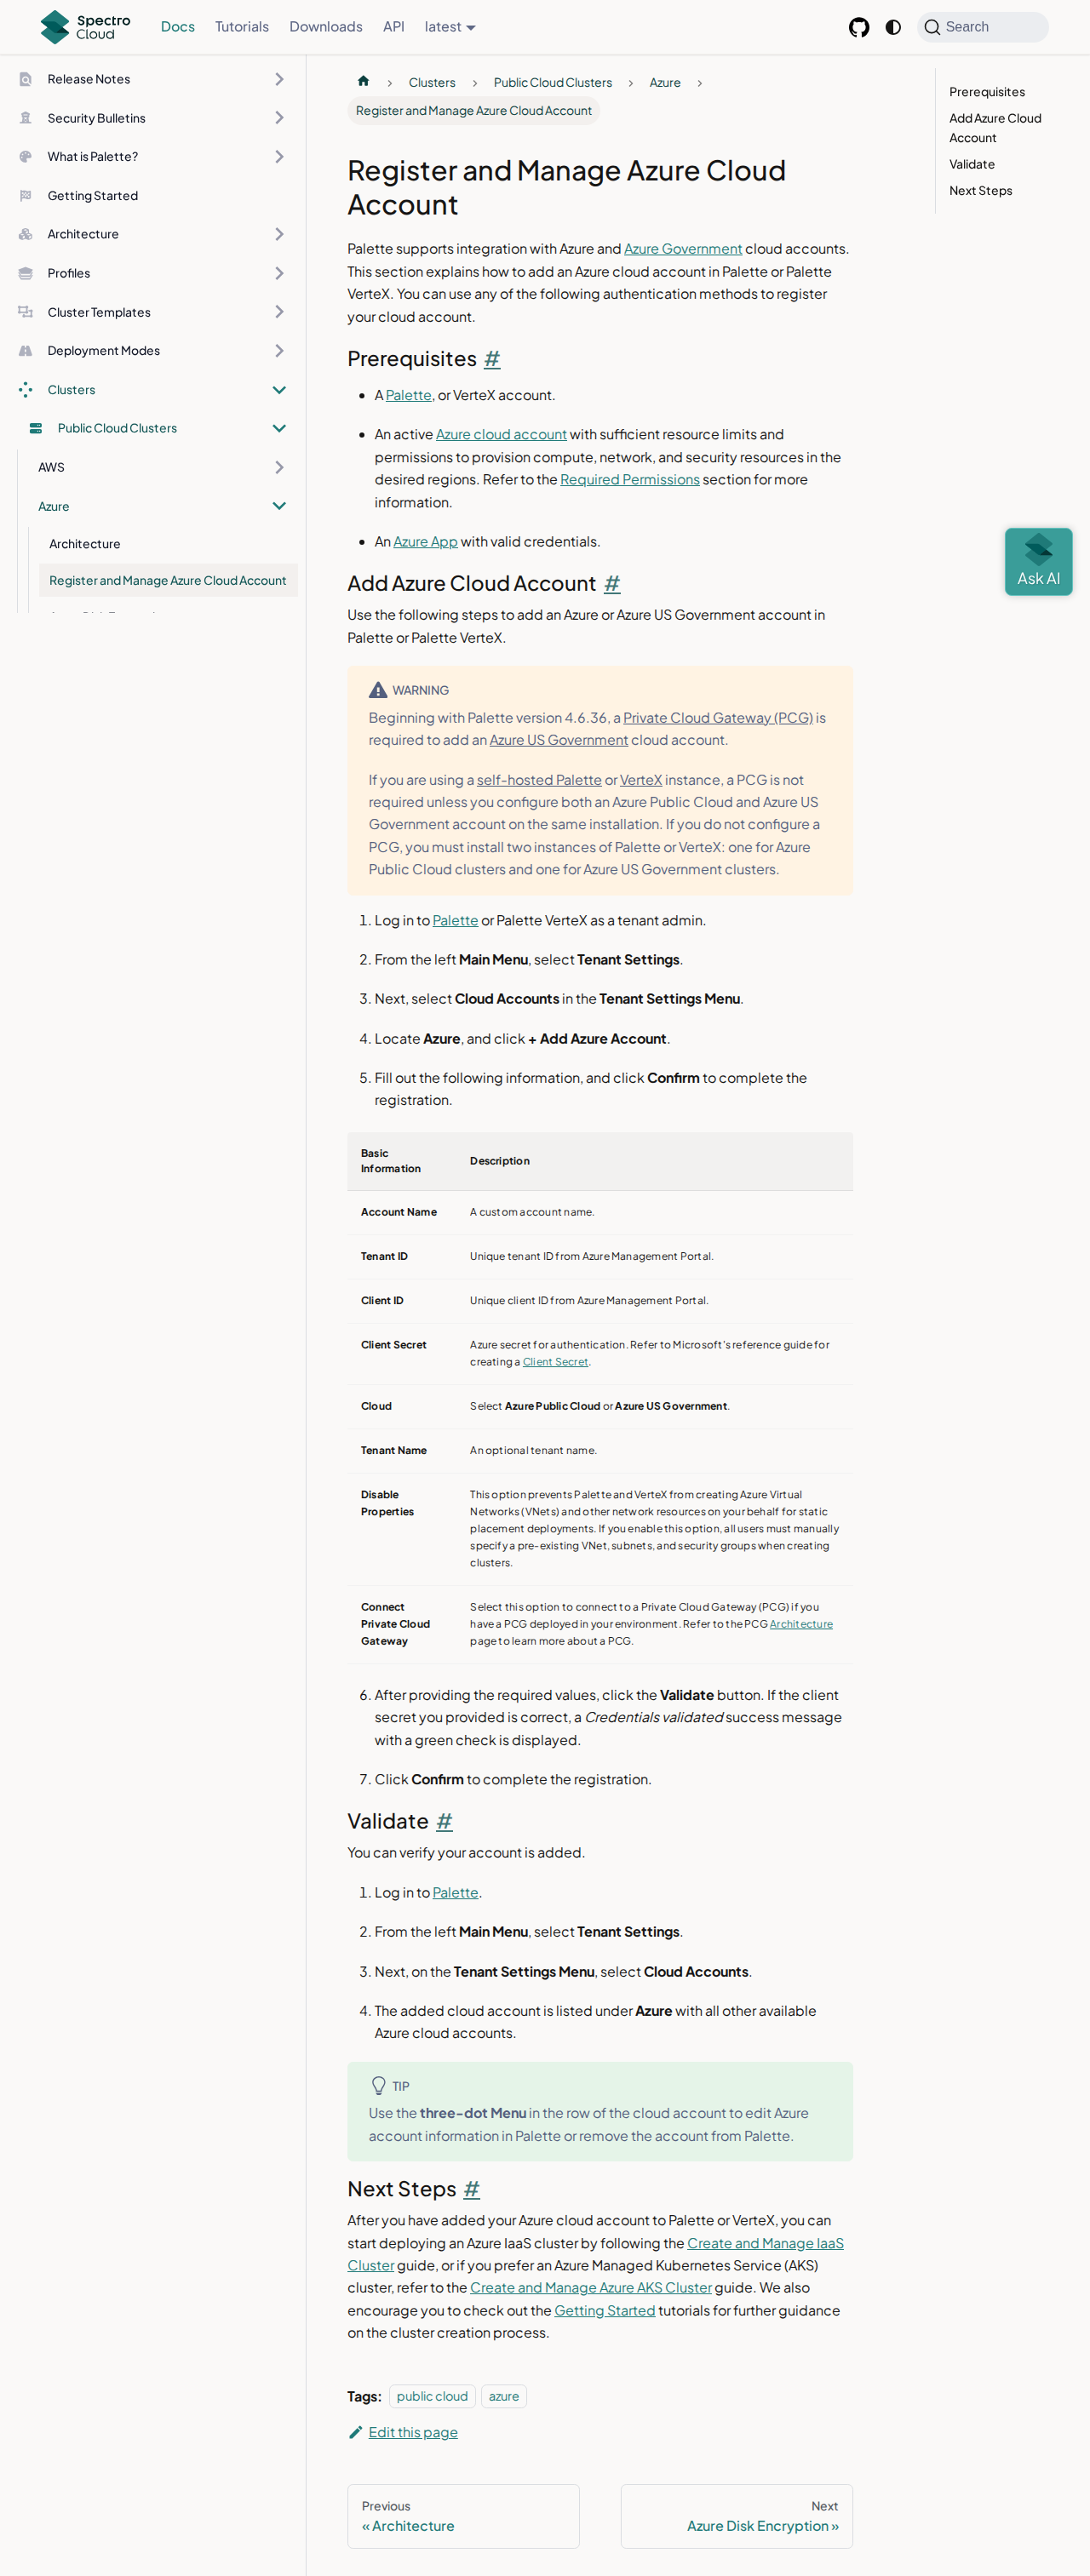 Spectro Cloud
Docs
Tutorials
Downloads
API
latest
Search
Release Notes
Security Bulletins
What is Palette?
Getting Started
Architecture
Profiles
Cluster Templates
Deployment Modes
Clusters
Public Cloud Clusters
AWS
Azure
Architecture
Register and Manage Azure Cloud Account
Clusters
Public Cloud Clusters
Azure
Register and Manage Azure Cloud Account
Register and Manage Azure Cloud
Account
Palette supports integration with Azure and Azure Government cloud accounts.
This section explains how to add an Azure cloud account in Palette or Palette
VerteX. You can use any of the following authentication methods to register
your cloud account.
Prerequisites #
A Palette, or VerteX account.
An active Azure cloud account with sufficient resource limits and
permissions to provision compute, network, and security resources in the
desired regions. Refer to the Required Permissions section for more
information.
An Azure App with valid credentials.
Add Azure Cloud Account #
Use the following steps to add an Azure or Azure US Government account in
Palette or Palette VerteX.
WARNING
Beginning with Palette version 4.6.36, a Private Cloud Gateway (PCG) is
required to add an Azure US Government cloud account.
If you are using a self-hosted Palette or VerteX instance, a PCG is not
required unless you configure both an Azure Public Cloud and Azure US
Government account on the same installation. If you do not configure a
PCG, you must install two instances of Palette or VerteX: one for Azure
Public Cloud clusters and one for Azure US Government clusters.
1. Log in to Palette or Palette VerteX as a tenant admin.
2. From the left Main Menu, select Tenant Settings.
3. Next, select Cloud Accounts in the Tenant Settings Menu.
4. Locate Azure, and click + Add Azure Account.
5. Fill out the following information, and click Confirm to complete the
registration.
Basic
Information
Description
Account Name
A custom account name.
Tenant ID
Unique tenant ID from Azure Management Portal.
Client ID
Unique client ID from Azure Management Portal.
Client Secret
Azure secret for authentication. Refer to Microsoft's reference guide for
creating a Client Secret.
Cloud
Select Azure Public Cloud or Azure US Government.
Tenant Name
An optional tenant name.
Disable
Properties
This option prevents Palette and VerteX from creating Azure Virtual
Networks (VNets) and other network resources on your behalf for static
placement deployments. If you enable this option, all users must manually
specify a pre-existing VNet, subnets, and security groups when creating
clusters.
Connect
Private Cloud
Gateway
Select this option to connect to a Private Cloud Gateway (PCG) if you
have a PCG deployed in your environment. Refer to the PCG Architecture
page to learn more about a PCG.
6. After providing the required values, click the Validate button. If the client
secret you provided is correct, a Credentials validated success message
with a green check is displayed.
7. Click Confirm to complete the registration.
Validate #
You can verify your account is added.
1. Log in to Palette.
2. From the left Main Menu, select Tenant Settings.
3. Next, on the Tenant Settings Menu, select Cloud Accounts.
4. The added cloud account is listed under Azure with all other available
Azure cloud accounts.
TIP
Use the three-dot Menu in the row of the cloud account to edit Azure
account information in Palette or remove the account from Palette.
Next Steps #
After you have added your Azure cloud account to Palette or VerteX, you can
start deploying an Azure IaaS cluster by following the Create and Manage IaaS
Cluster guide, or if you prefer an Azure Managed Kubernetes Service (AKS)
cluster, refer to the Create and Manage Azure AKS Cluster guide. We also
encourage you to check out the Getting Started tutorials for further guidance
on the cluster creation process.
Tags: public cloud azure
Edit this page
Previous
« Architecture
Next
Azure Disk Encryption »
Prerequisites
Add Azure Cloud
Account
Validate
Next Steps
Ask AI